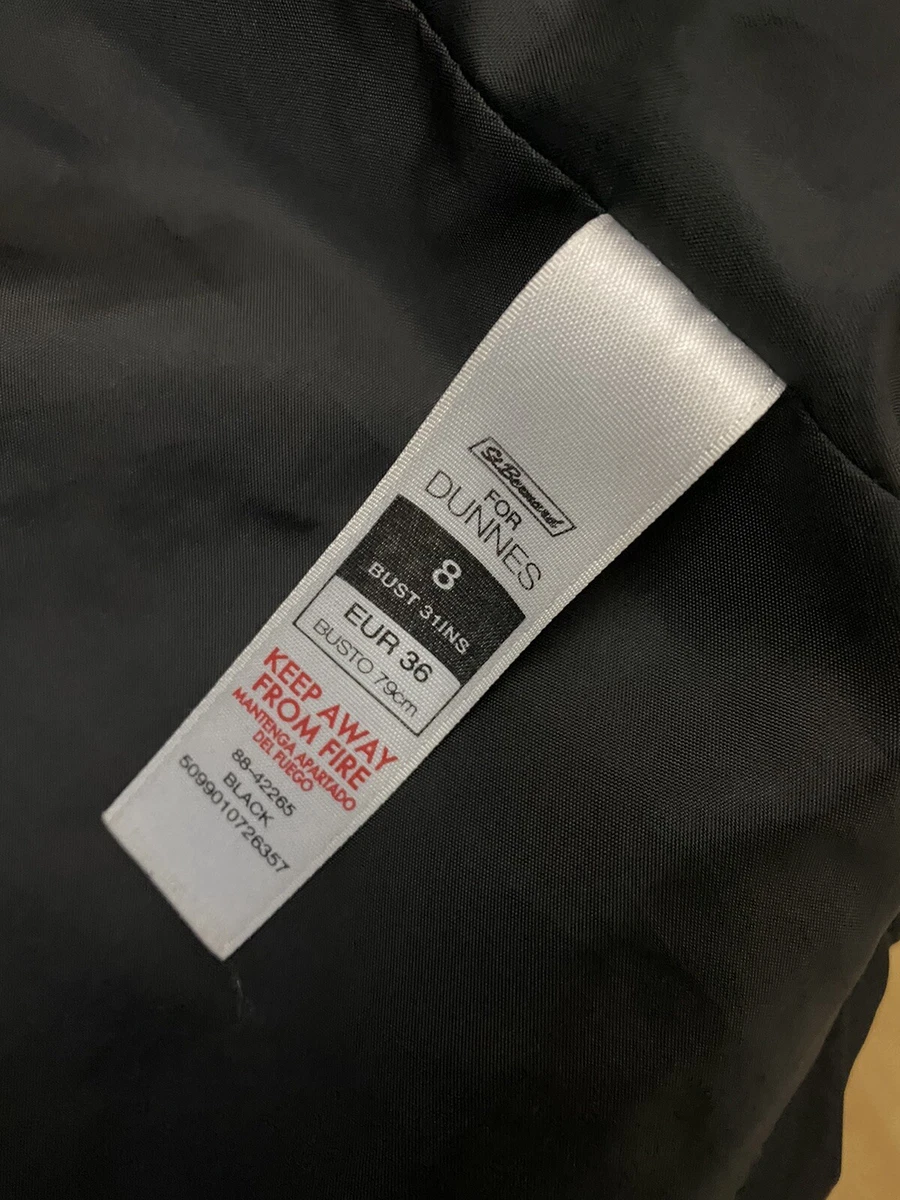 St.Bernard
FOR
DUNNES
8
BUST 31INS
EUR 36
BUSTO 79cm
KEEP AWAY
FROM FIRE
MANTENGA APARTADO
DEL FUEGO
88-42265
BLACK
5099010726357